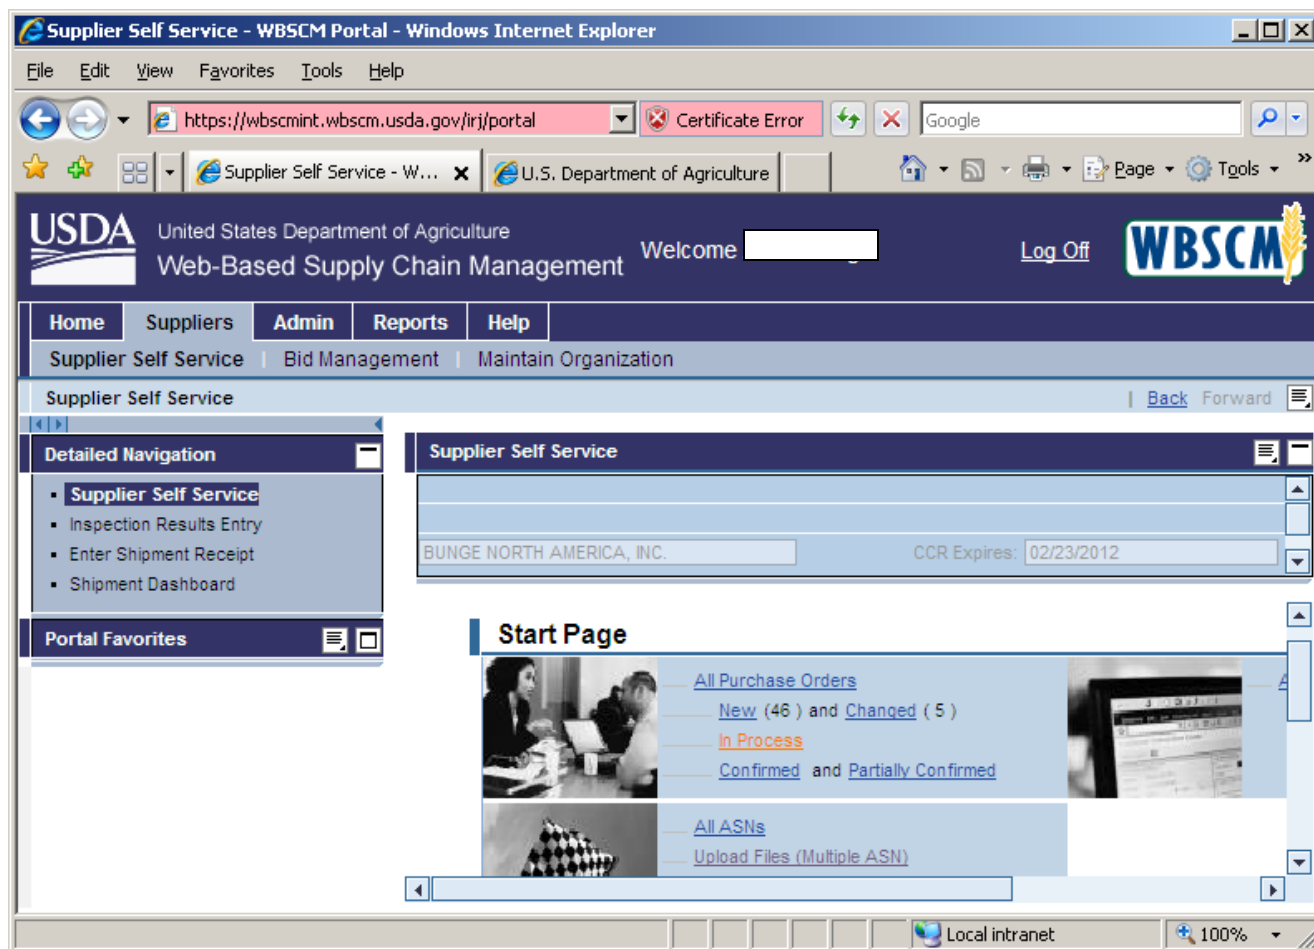 Supplier Self Service - WBSCM Portal - Windows Internet Explorer
File Edit View Favorites Tools Help
https://wbscmint.wbscm.usda.gov/irj/portal Certificate Error Google
Supplier Self Service - W... U.S. Department of Agriculture Page Tools
USDA United States Department of Agriculture
Web-Based Supply Chain Management Welcome Log Off WBSCM
Home Suppliers Admin Reports Help
Supplier Self Service | Bid Management | Maintain Organization
Supplier Self Service | Back Forward
Detailed Navigation
Supplier Self Service
Inspection Results Entry
Enter Shipment Receipt
Shipment Dashboard
Portal Favorites
Supplier Self Service
BUNGE NORTH AMERICA, INC. CCR Expires: 02/23/2012
Start Page
All Purchase Orders
New (46 ) and Changed ( 5 )
In Process
Confirmed and Partially Confirmed
All ASNs
Upload Files (Multiple ASN)
Local intranet 100%